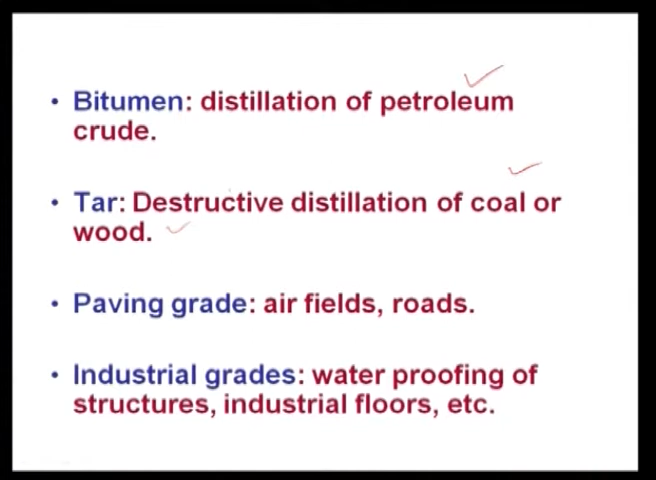 • Bitumen: distillation of petroleum
crude.
• Tar: Destructive distillation of coal or
wood.
• Paving grade: air fields, roads.
• Industrial grades: water proofing of
structures, industrial floors, etc.